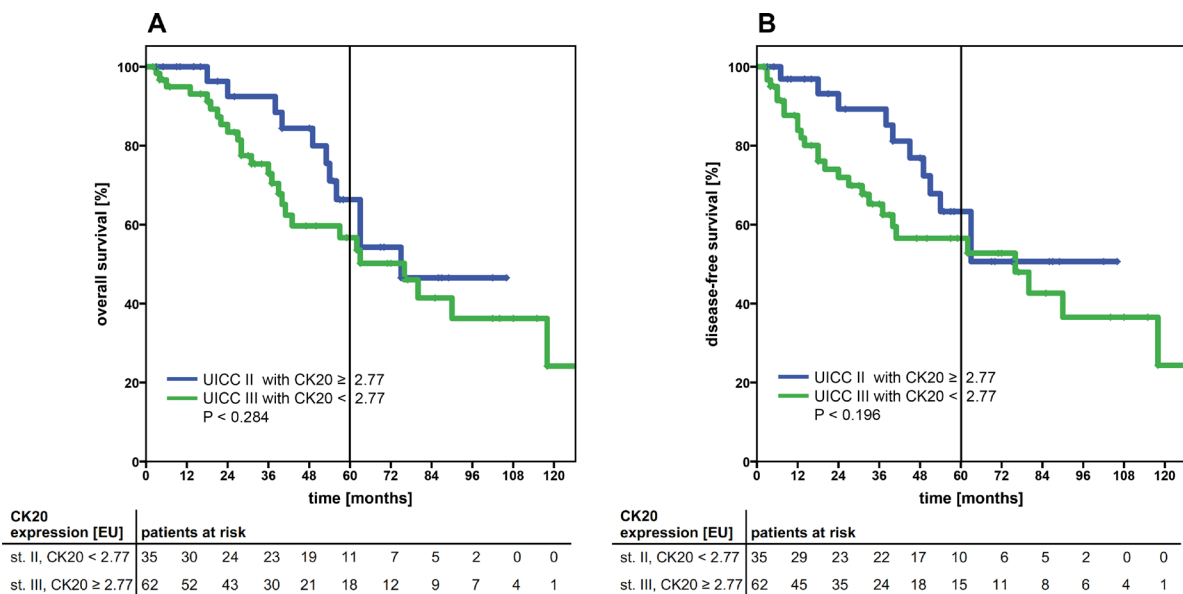 A
overall survival [%]
100
80
60
40
20
0
UICC II with CK20 ≥ 2.77
UICC III with CK20 < 2.77
P < 0.284
0 12 24 36 48 60 72 84 96 108 120
time [months]
CK20
expression [EU] patients at risk
st. II, CK20 < 2.77 35 30 24 23 19 11 7 5 2 0 0
st. III, CK20 ≥ 2.77 62 52 43 30 21 18 12 9 7 4 1
B
disease-free survival [%]
100
80
60
40
20
0
UICC II with CK20 ≥ 2.77
UICC III with CK20 < 2.77
P < 0.196
0 12 24 36 48 60 72 84 96 108 120
time [months]
CK20
expression [EU] patients at risk
st. II, CK20 < 2.77 35 29 23 22 17 10 6 5 2 0 0
st. III, CK20 ≥ 2.77 62 45 35 24 18 15 11 8 6 4 1